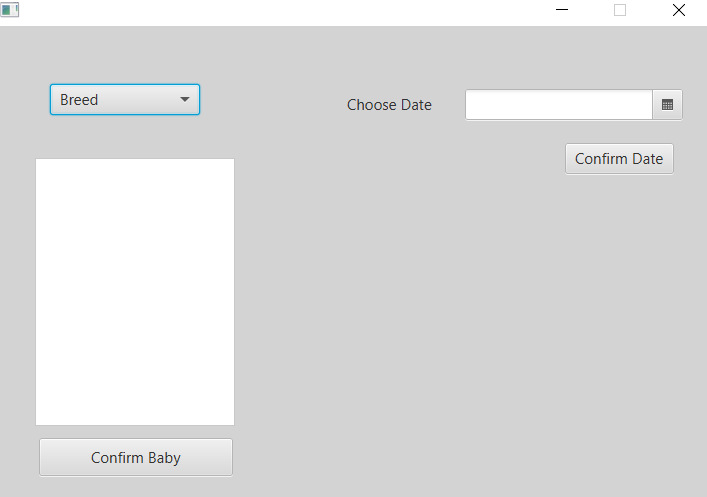 Breed
Choose Date
Confirm Date
Confirm Baby